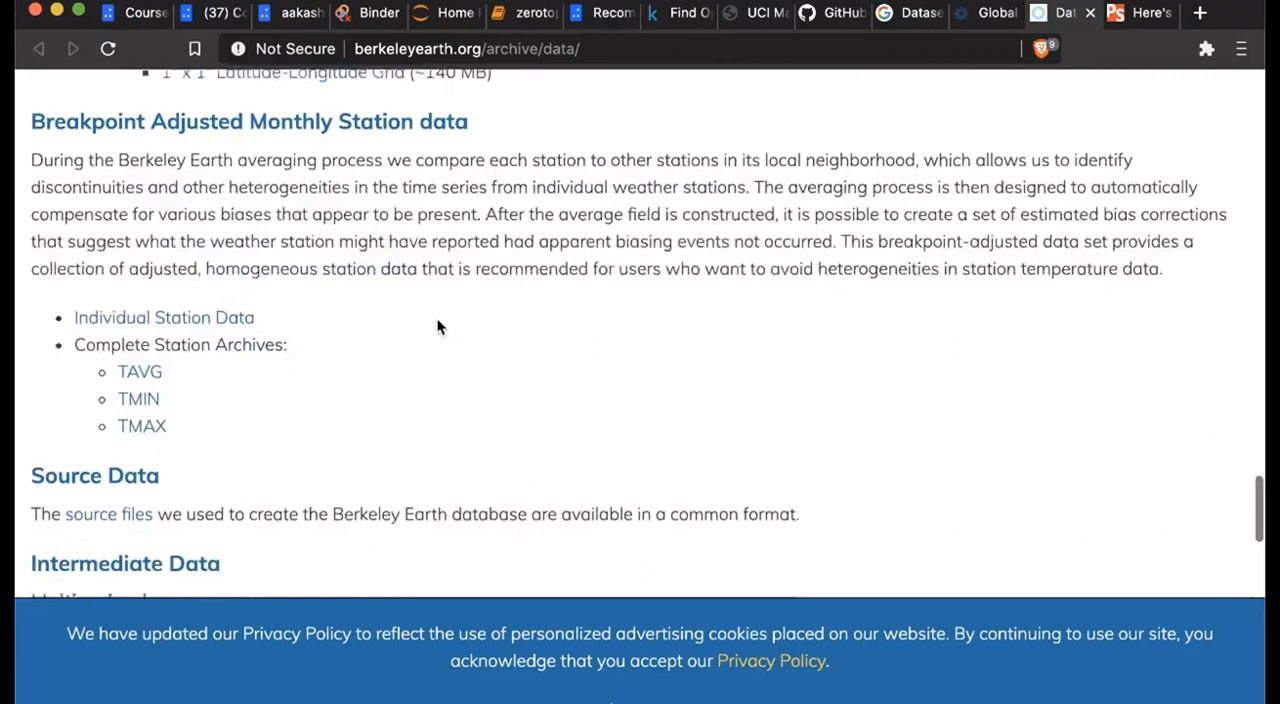 Course (37) C aakash Binder Home zeroto Recom Find O UCI Ma GitHub Datase Global Dat Here's
Not Secure berkeleyearth.org/archive/data/ 9
1° x 1° Latitude-Longitude Grid (~140 MB)
Breakpoint Adjusted Monthly Station data
During the Berkeley Earth averaging process we compare each station to other stations in its local neighborhood, which allows us to identify
discontinuities and other heterogeneities in the time series from individual weather stations. The averaging process is then designed to automatically
compensate for various biases that appear to be present. After the average field is constructed, it is possible to create a set of estimated bias corrections
that suggest what the weather station might have reported had apparent biasing events not occurred. This breakpoint-adjusted data set provides a
collection of adjusted, homogeneous station data that is recommended for users who want to avoid heterogeneities in station temperature data.
Individual Station Data
Complete Station Archives:
TAVG
TMIN
TMAX
Source Data
The source files we used to create the Berkeley Earth database are available in a common format.
Intermediate Data
We have updated our Privacy Policy to reflect the use of personalized advertising cookies placed on our website. By continuing to use our site, you
acknowledge that you accept our Privacy Policy.